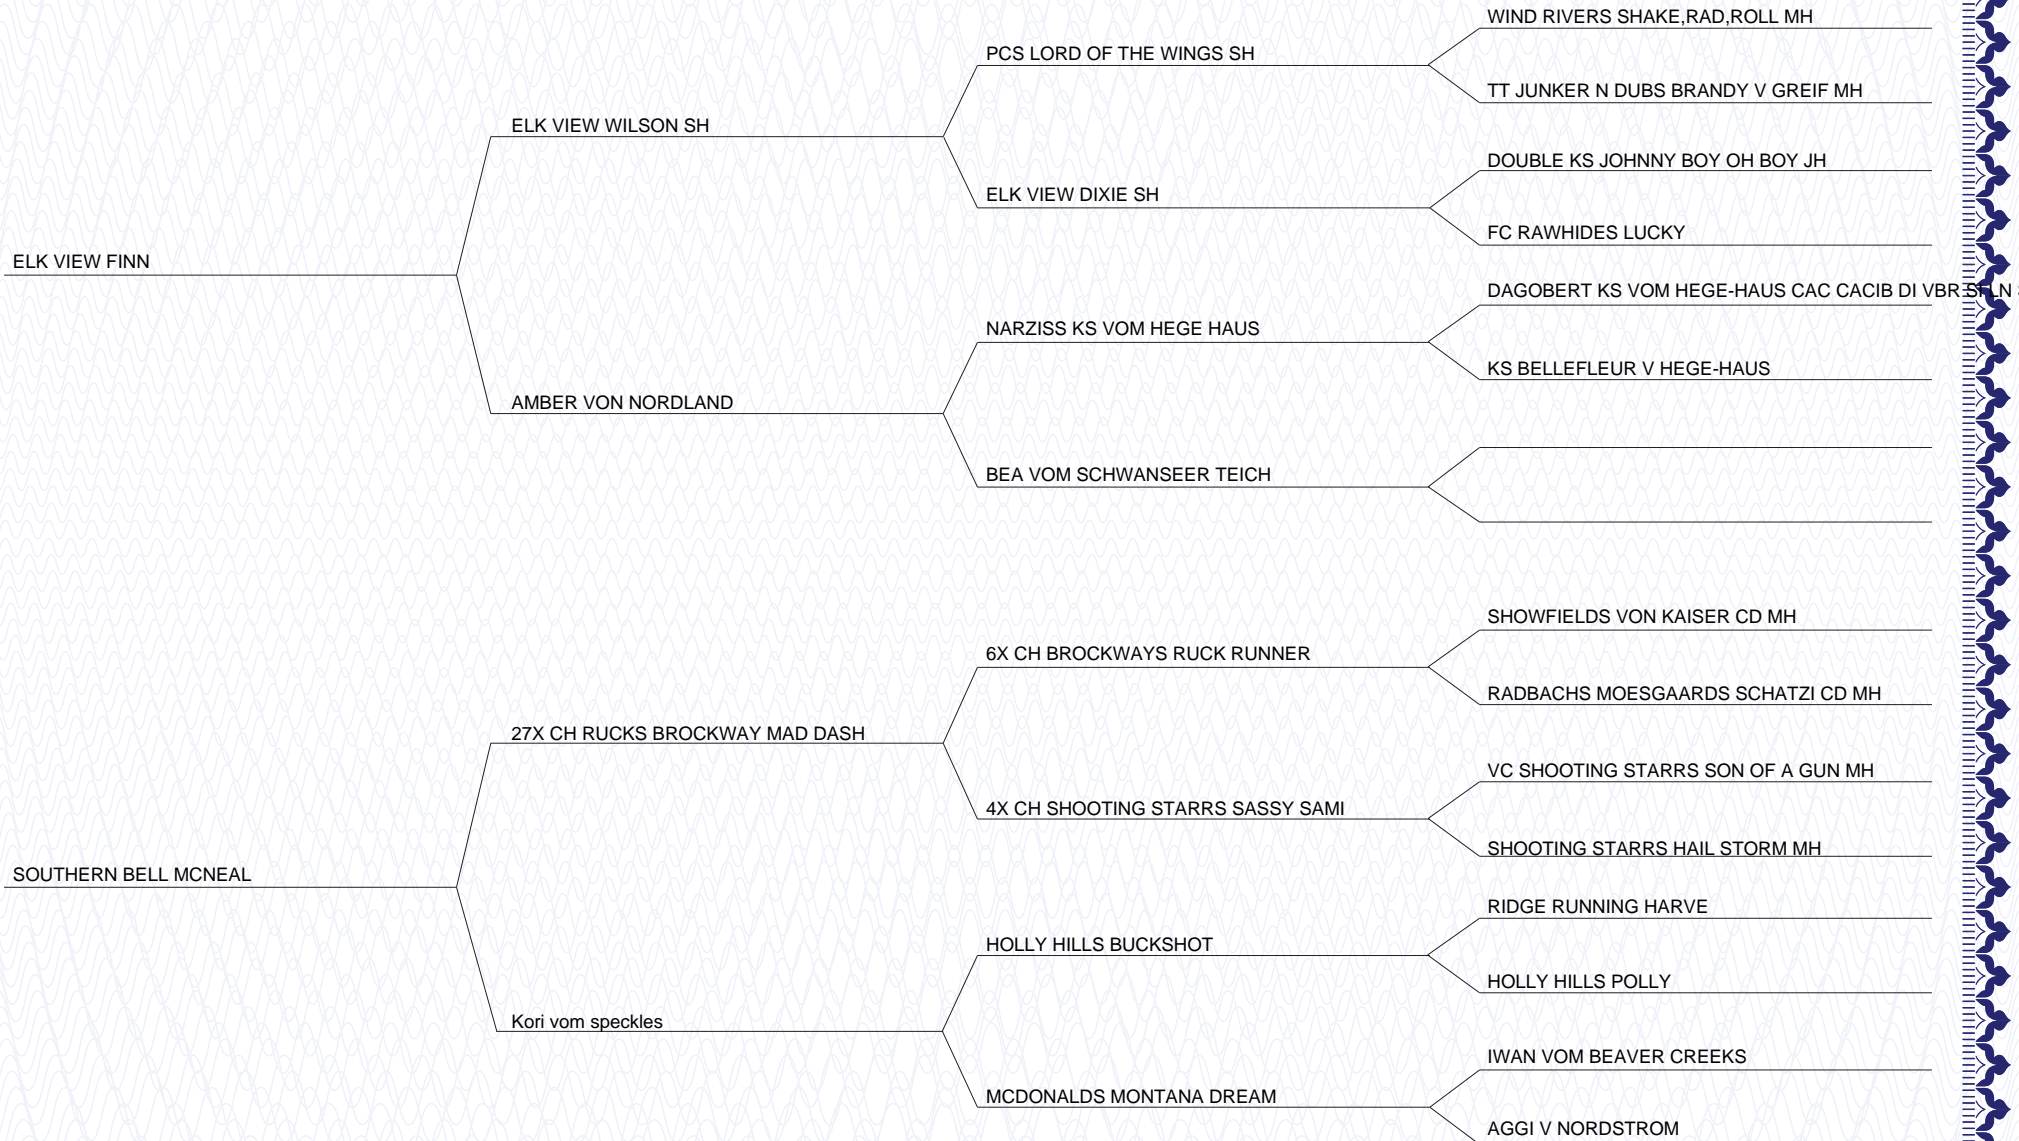 WIND RIVERS SHAKE,RAD,ROLL MH
PCS LORD OF THE WINGS SH
TT JUNKER N DUBS BRANDY V GREIF MH
ELK VIEW WILSON SH
DOUBLE KS JOHNNY BOY OH BOY JH
ELK VIEW DIXIE SH
FC RAWHIDES LUCKY
ELK VIEW FINN
DAGOBERT KS VOM HEGE-HAUS CAC CACIB DI VBR
NARZISS KS VOM HEGE HAUS
KS BELLEFLEUR V HEGE-HAUS
AMBER VON NORDLAND
BEA VOM SCHWANSEER TEICH
SHOWFIELDS VON KAISER CD MH
6X CH BROCKWAYS RUCK RUNNER
RADBACHS MOESGAARDS SCHATZI CD MH
27X CH RUCKS BROCKWAY MAD DASH
VC SHOOTING STARRS SON OF A GUN MH
4X CH SHOOTING STARRS SASSY SAMI
SHOOTING STARRS HAIL STORM MH
SOUTHERN BELL MCNEAL
RIDGE RUNNING HARVE
HOLLY HILLS BUCKSHOT
HOLLY HILLS POLLY
Kori vom speckles
IWAN VOM BEAVER CREEKS
MCDONALDS MONTANA DREAM
AGGI V NORDSTROM